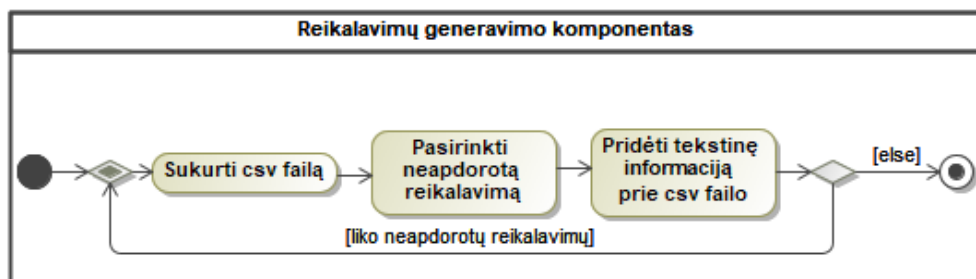 Reikalavimų generavimo komponentas
Sukurti csv failą
Pasirinkti
neapdorotą
reikalavimą
Pridėti tekstinę
informaciją
prie csv failo
[else]
[liko neapdorotų reikalavimų]